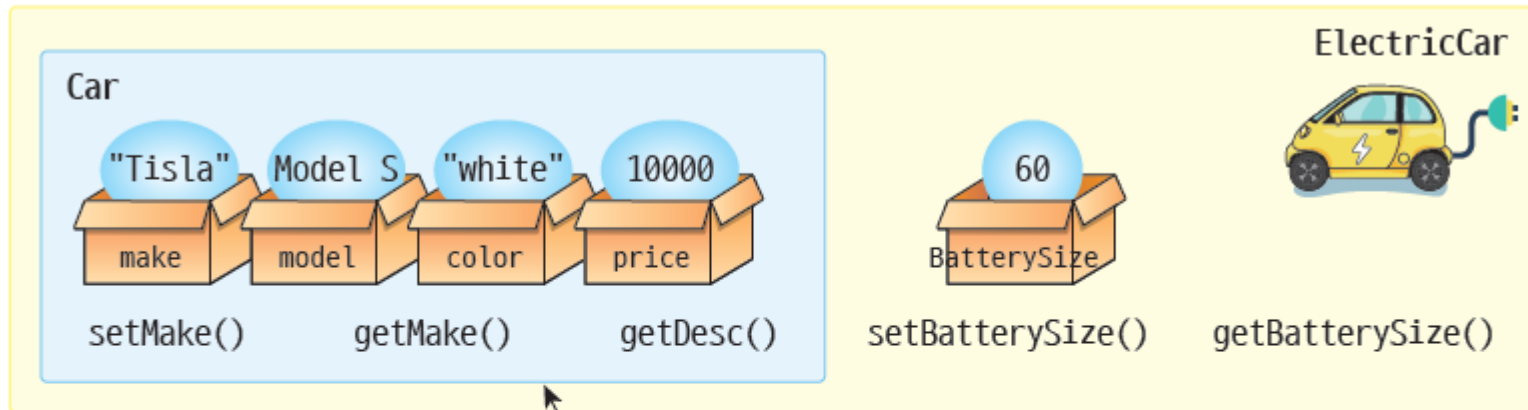 ElectricCar
Car
"Tisla" Model S "white" 10000 60
make model color price BatterySize
setMake() getMake() getDesc() setBatterySize() getBatterySize()